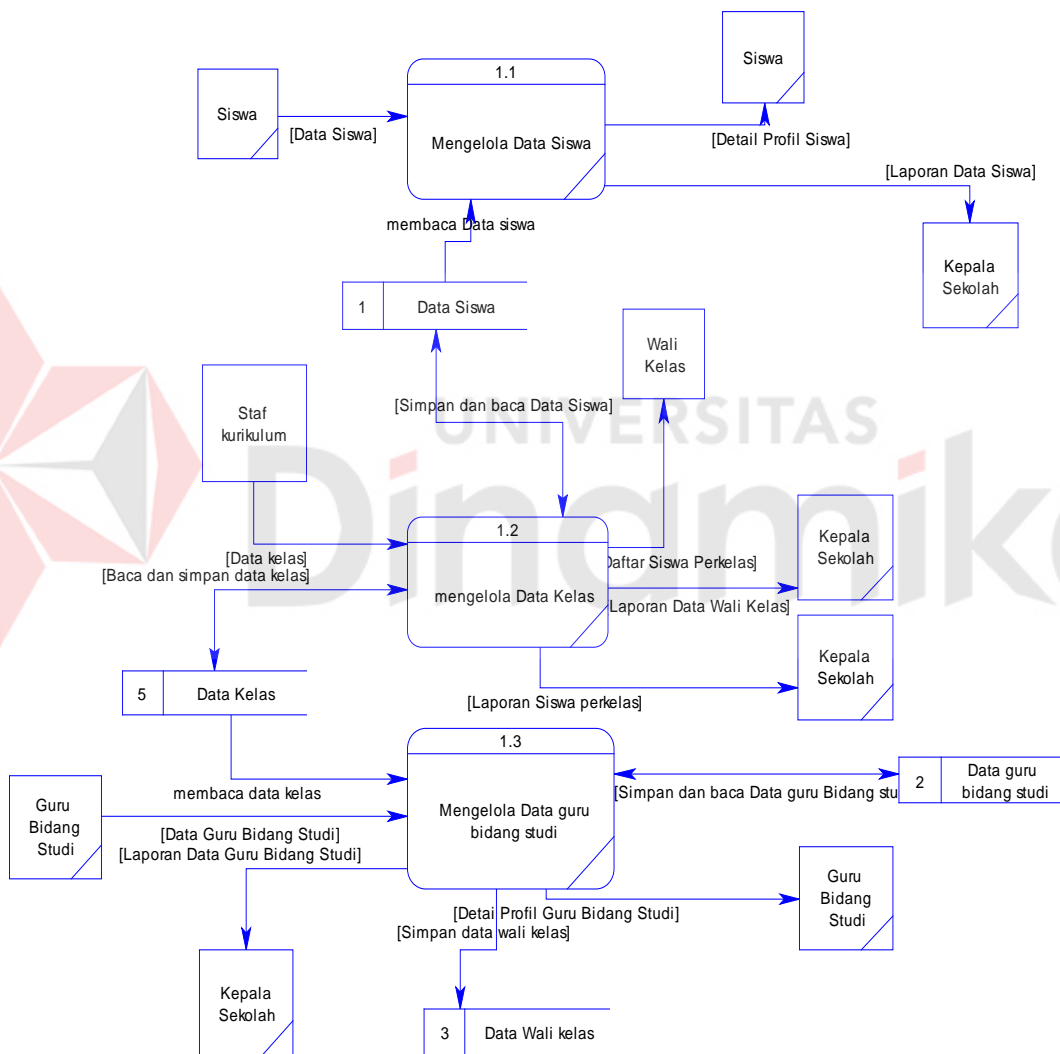 Siswa
1.1
Siswa
Mengelola Data Siswa
[Data Siswa]
[Detail Profil Siswa]
[Laporan Data Siswa]
membaca Data siswa
Kepala
Sekolah
1
Data Siswa
Wali
Kelas
Staf
kurikulum
[Simpan dan baca Data Siswa]
UNIVERSITAS
Dinamika
1.2
mengelola Data Kelas
[Data kelas]
[Baca dan simpan data kelas]
Daftar Siswa Perkelas]
Kepala
Sekolah
Laporan Data Wali Kelas]
Kepala
Sekolah
[Laporan Siswa perkelas]
5
Data Kelas
1.3
Mengelola Data guru
bidang studi
membaca data kelas
[Simpan dan baca Data guru Bidang stu
2
Data guru
bidang studi
Guru
Bidang
Studi
[Data Guru Bidang Studi]
[Laporan Data Guru Bidang Studi]
[Detai Profil Guru Bidang Studi]
[Simpan data wali kelas]
Guru
Bidang
Studi
Kepala
Sekolah
3
Data Wali kelas